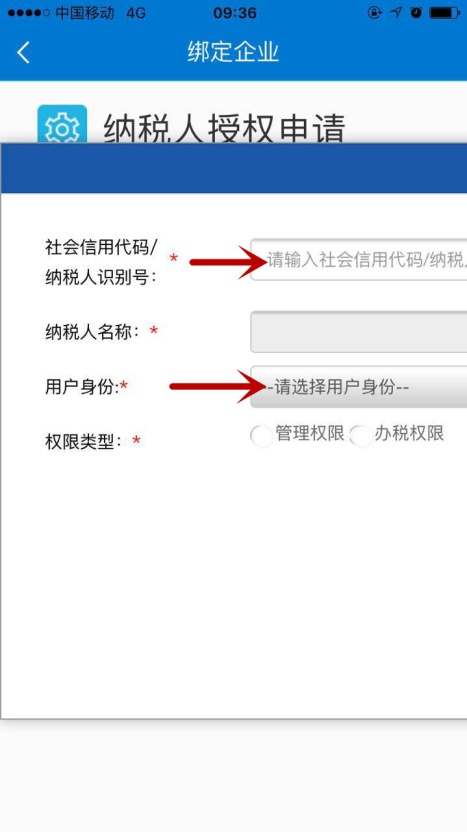 中国移动 4G 09:36
绑定企业
纳税人授权申请
社会信用代码/
纳税人识别号: * 请输入社会信用代码/纳税
纳税人名称: *
用户身份:* --请选择用户身份--
权限类型: * 管理权限 办税权限